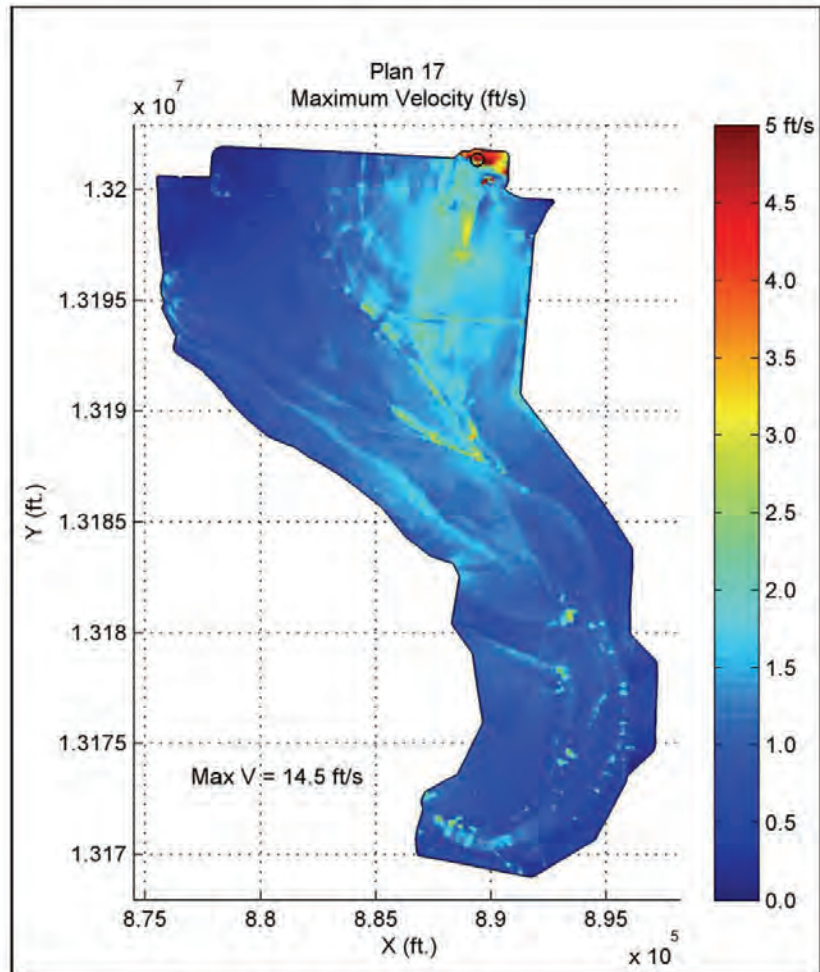 Plan 17
x 10^7
Maximum Velocity (ft/s)
5 ft/s
1.32
4.5
4.0
1.3195
3.5
1.319
3.0
Y (ft.)
1.3185
2.5
2.0
1.318
1.5
1.3175
1.0
Max V = 14.5 ft/s
0.5
1.317
0.0
8.75 8.8 8.85 8.9 8.95
X (ft.)
x 10^5